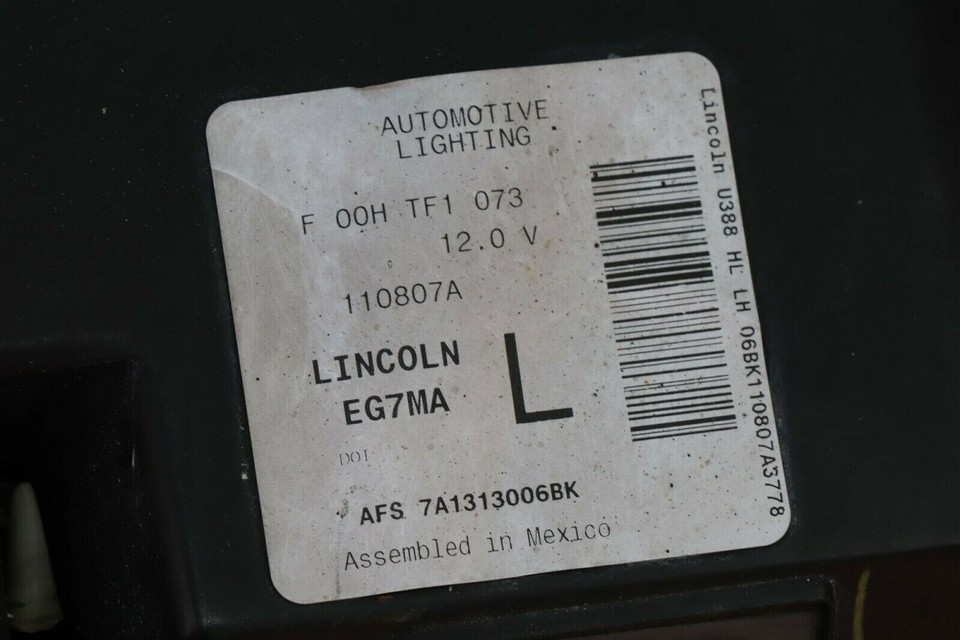 AUTOMOTIVE
LIGHTING
F 00H TF1 073
12.0 V
110807A
LINCOLN
EG7MA
L
DOT
AFS 7A1313006BK
Assembled in Mexico
Lincoln U388 HL LH 06BK110807A3778